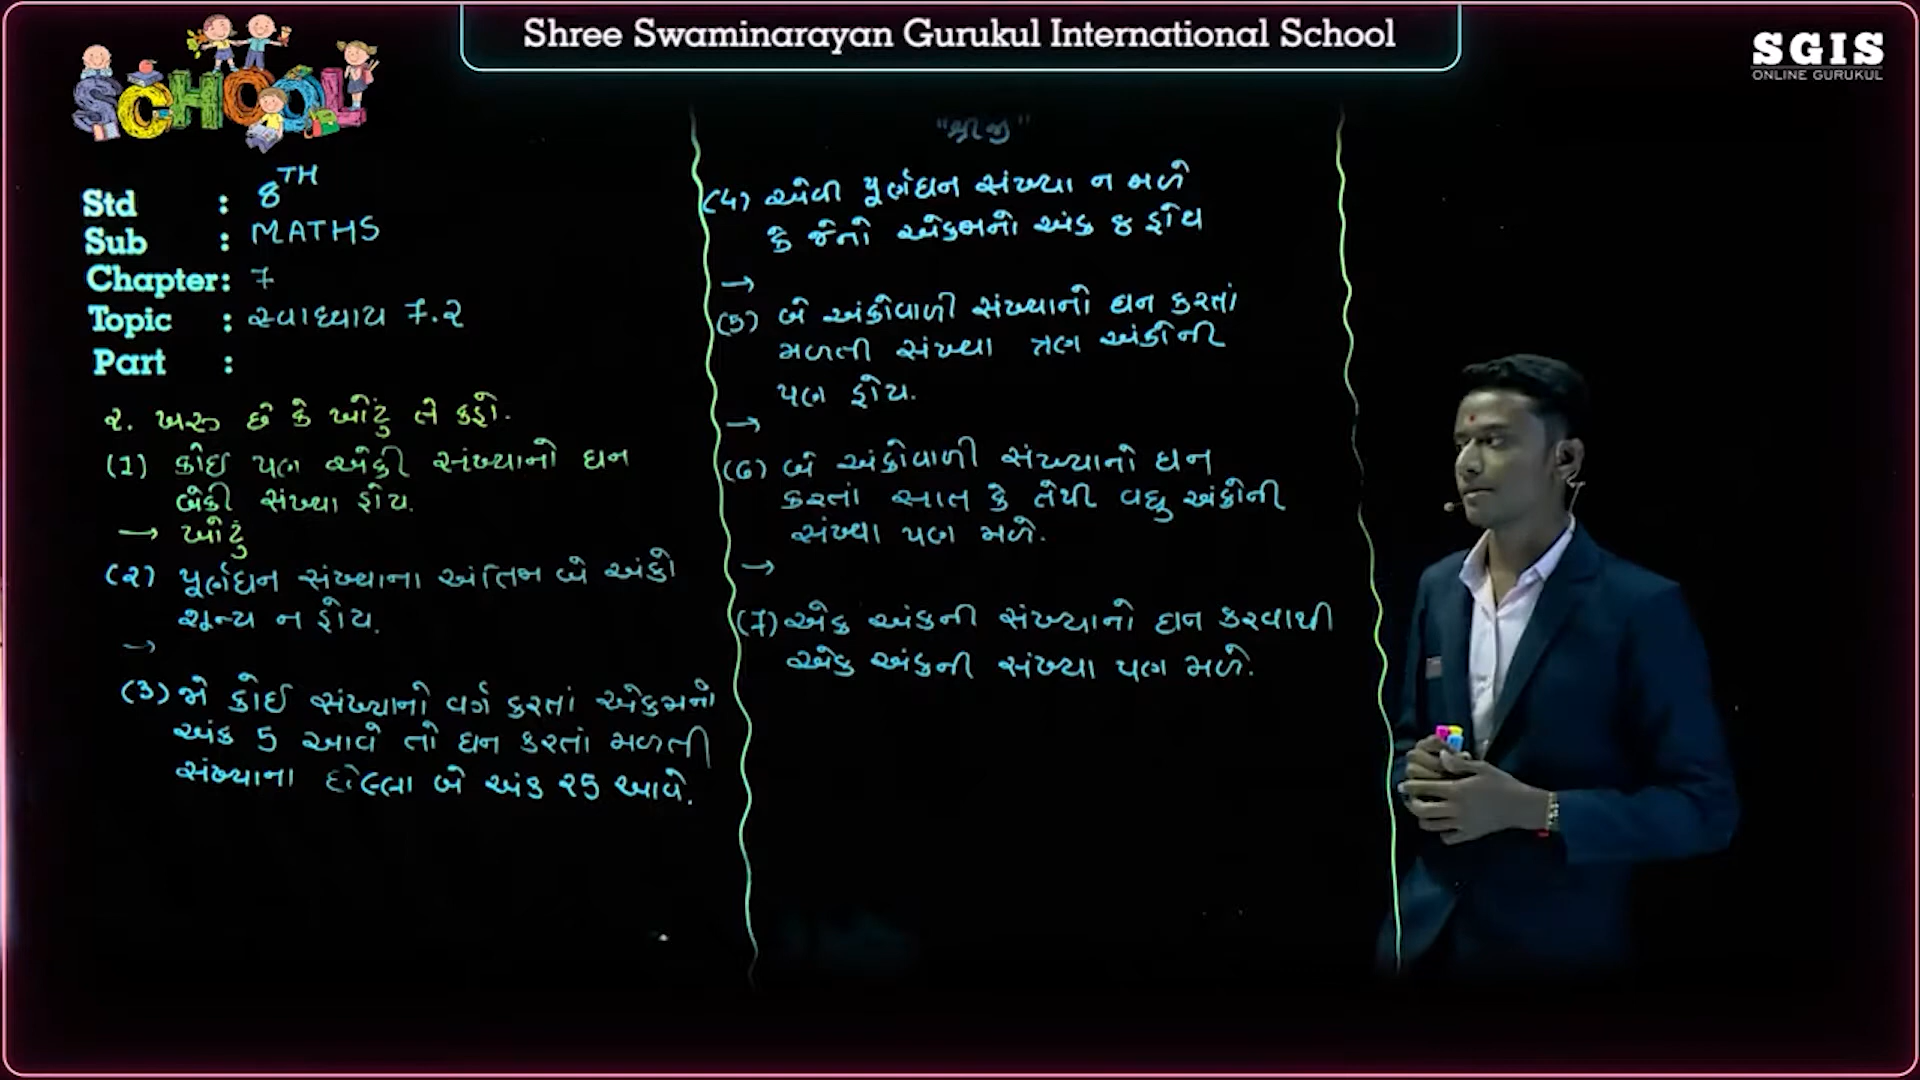 Shree Swaminarayan Gurukul International School
SGIS
ONLINE GURUKUL
SCHOOL
Std : 8TH
Sub : MATHS
Chapter: 7
Topic : સ્વાધ્યાય 7.૨
Part :
૨. ખરૂ છે કે ખોટું તે કહો.
(1) કોઈ પણ એકી સંખ્યાનો ઘન
બેકી સંખ્યા હોય.
→ ખોટું
(૨) પૂર્ણઘન સંખ્યાના અંતિમ બે અંકો
શૂન્ય ન હોય.
→
(3) જો કોઈ સંખ્યાનો વર્ગ કરતાં એકમનો
અંક 5 આવે તો ઘન કરતાં મળતી
સંખ્યાના છેલ્લા બે અંક ૨5 આવે.
"શ્રીજી"
(૪) એવી પૂર્ણઘન સંખ્યા ન મળે
કે જેનો એકમનો અંક 8 હોય
→
(5) બે અંકોવાળી સંખ્યાનો ઘન કરતાં
મળતી સંખ્યા ત્રણ અંકોની
પણ હોય.
→
(6) બે અંકોવાળી સંખ્યાનો ઘન
કરતાં સાત કે તેથી વધુ અંકોની
સંખ્યા પણ મળે.
→
(7) એક અંકની સંખ્યાનો ઘન કરવાથી
એક અંકની સંખ્યા પણ મળે.